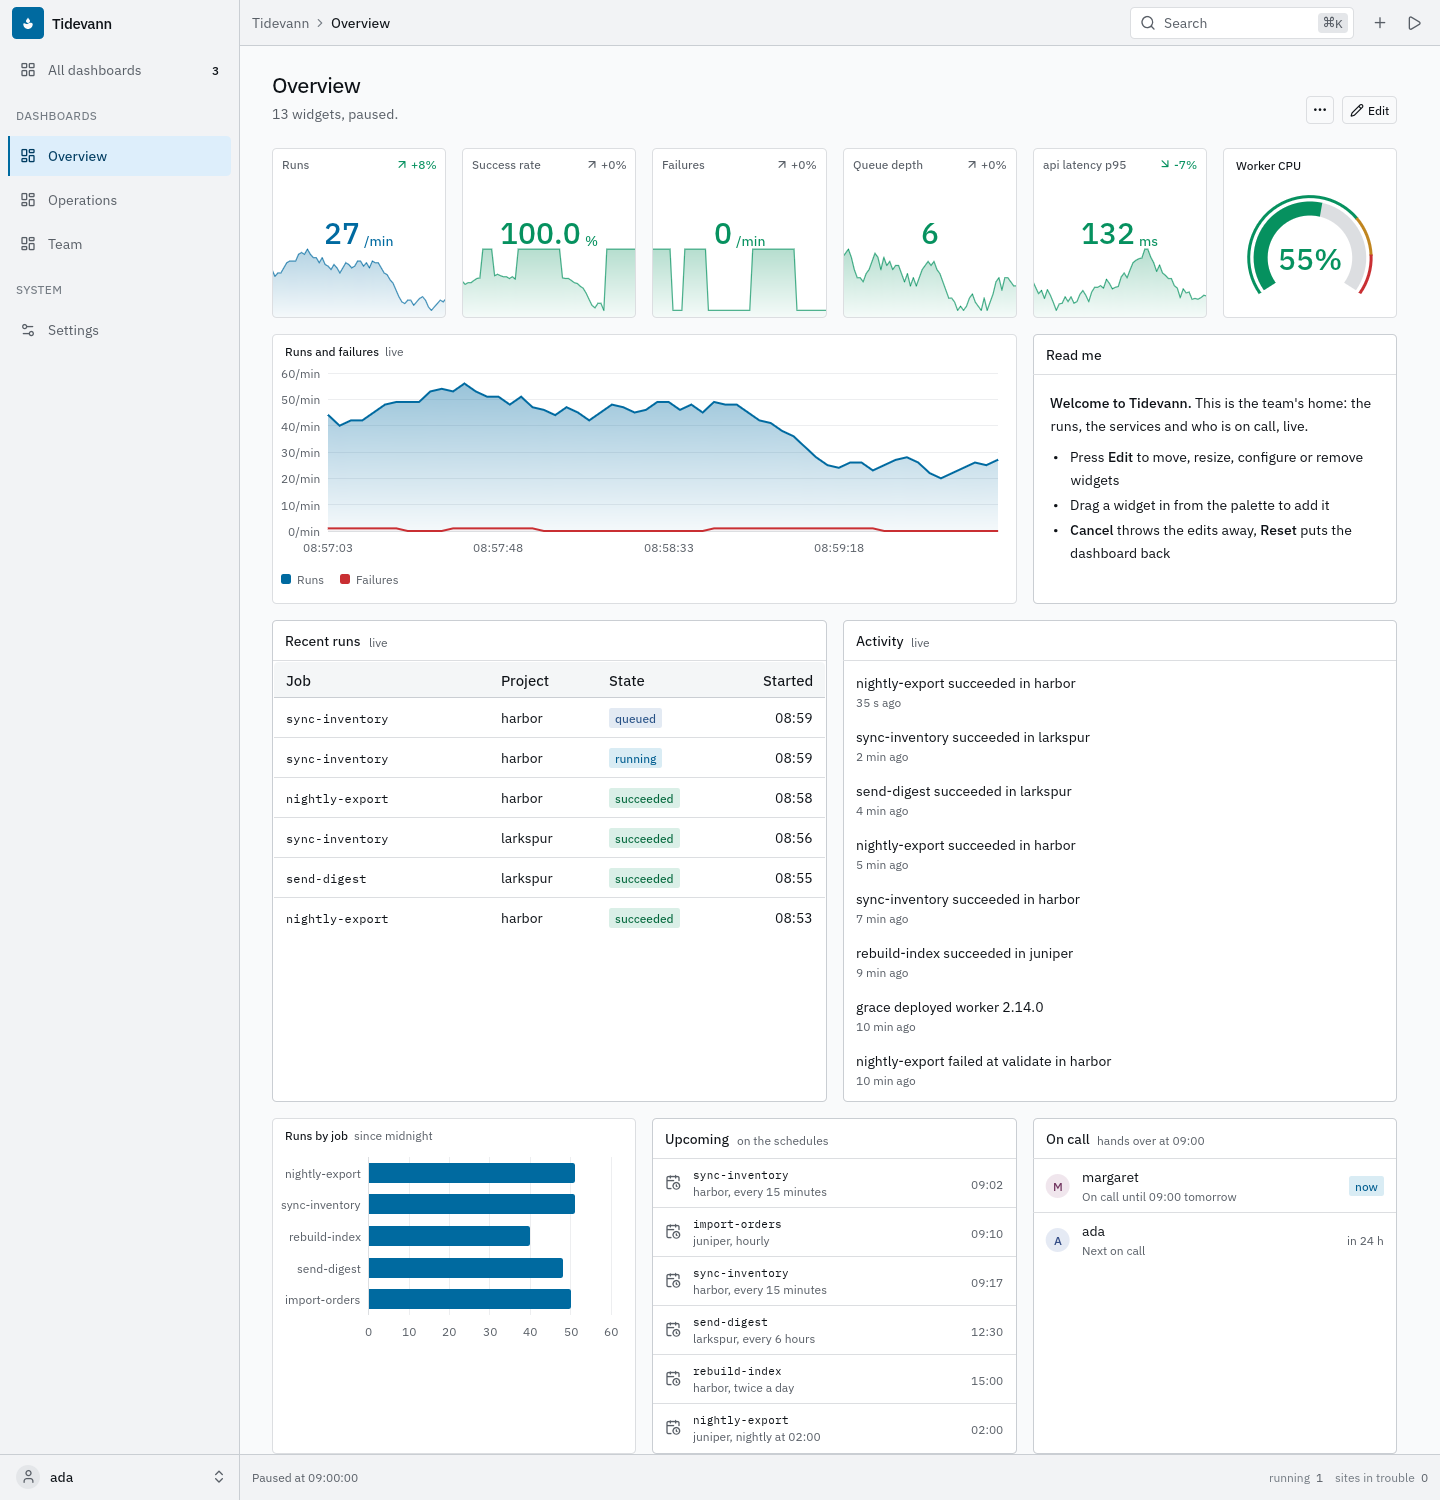 Tidevann
All dashboards 3
DASHBOARDS
Overview
Operations
Team
SYSTEM
Settings
ada
Tidevann > Overview
Search ⌘K
Overview
13 widgets, paused.
Edit
Runs +8%
27 /min
Success rate +0%
100.0 %
Failures +0%
0 /min
Queue depth +0%
6
api latency p95 -7%
132 ms
Worker CPU
55%
Runs and failures live
60/min
50/min
40/min
30/min
20/min
10/min
0/min
08:57:03 08:57:48 08:58:33 09:59:18
Runs Failures
Read me
Welcome to Tidevann. This is the team's home: the
runs, the services and who is on call, live.
• Press Edit to move, resize, configure or remove
widgets
• Drag a widget in from the palette to add it
• Cancel throws the edits away, Reset puts the
dashboard back
Recent runs live
Job Project State Started
sync-inventory harbor queued 08:59
sync-inventory harbor running 08:59
nightly-export harbor succeeded 08:58
sync-inventory larkspur succeeded 08:56
send-digest larkspur succeeded 08:55
nightly-export harbor succeeded 08:53
Activity live
nightly-export succeeded in harbor
35 s ago
sync-inventory succeeded in larkspur
2 min ago
send-digest succeeded in larkspur
4 min ago
nightly-export succeeded in harbor
5 min ago
sync-inventory succeeded in harbor
7 min ago
rebuild-index succeeded in juniper
9 min ago
grace deployed worker 2.14.0
10 min ago
nightly-export failed at validate in harbor
10 min ago
Runs by job since midnight
nightly-export
sync-inventory
rebuild-index
send-digest
import-orders
0 10 20 30 40 50 60
Upcoming on the schedules
sync-inventory
harbor, every 15 minutes 09:02
import-orders
juniper, hourly 09:10
sync-inventory
harbor, every 15 minutes 09:17
send-digest
larkspur, every 6 hours 12:30
rebuild-index
harbor, twice a day 15:00
nightly-export
juniper, nightly at 02:00 02:00
On call hands over at 09:00
M margaret
On call until 09:00 tomorrow now
A ada
Next on call in 24 h
Paused at 09:00:00
running 1 sites in trouble 0